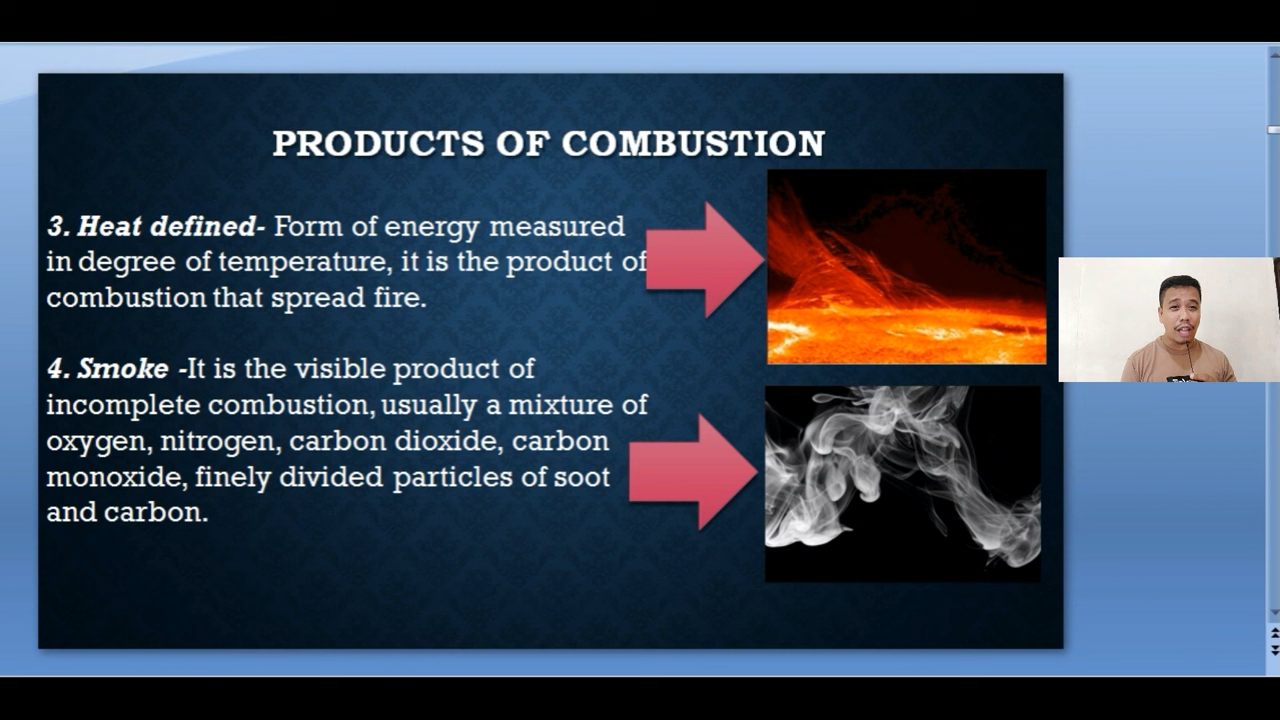 PRODUCTS OF COMBUSTION
3. Heat defined- Form of energy measured
in degree of temperature, it is the product of
combustion that spread fire.
4. Smoke -It is the visible product of
incomplete combustion, usually a mixture of
oxygen, nitrogen, carbon dioxide, carbon
monoxide, finely divided particles of soot
and carbon.